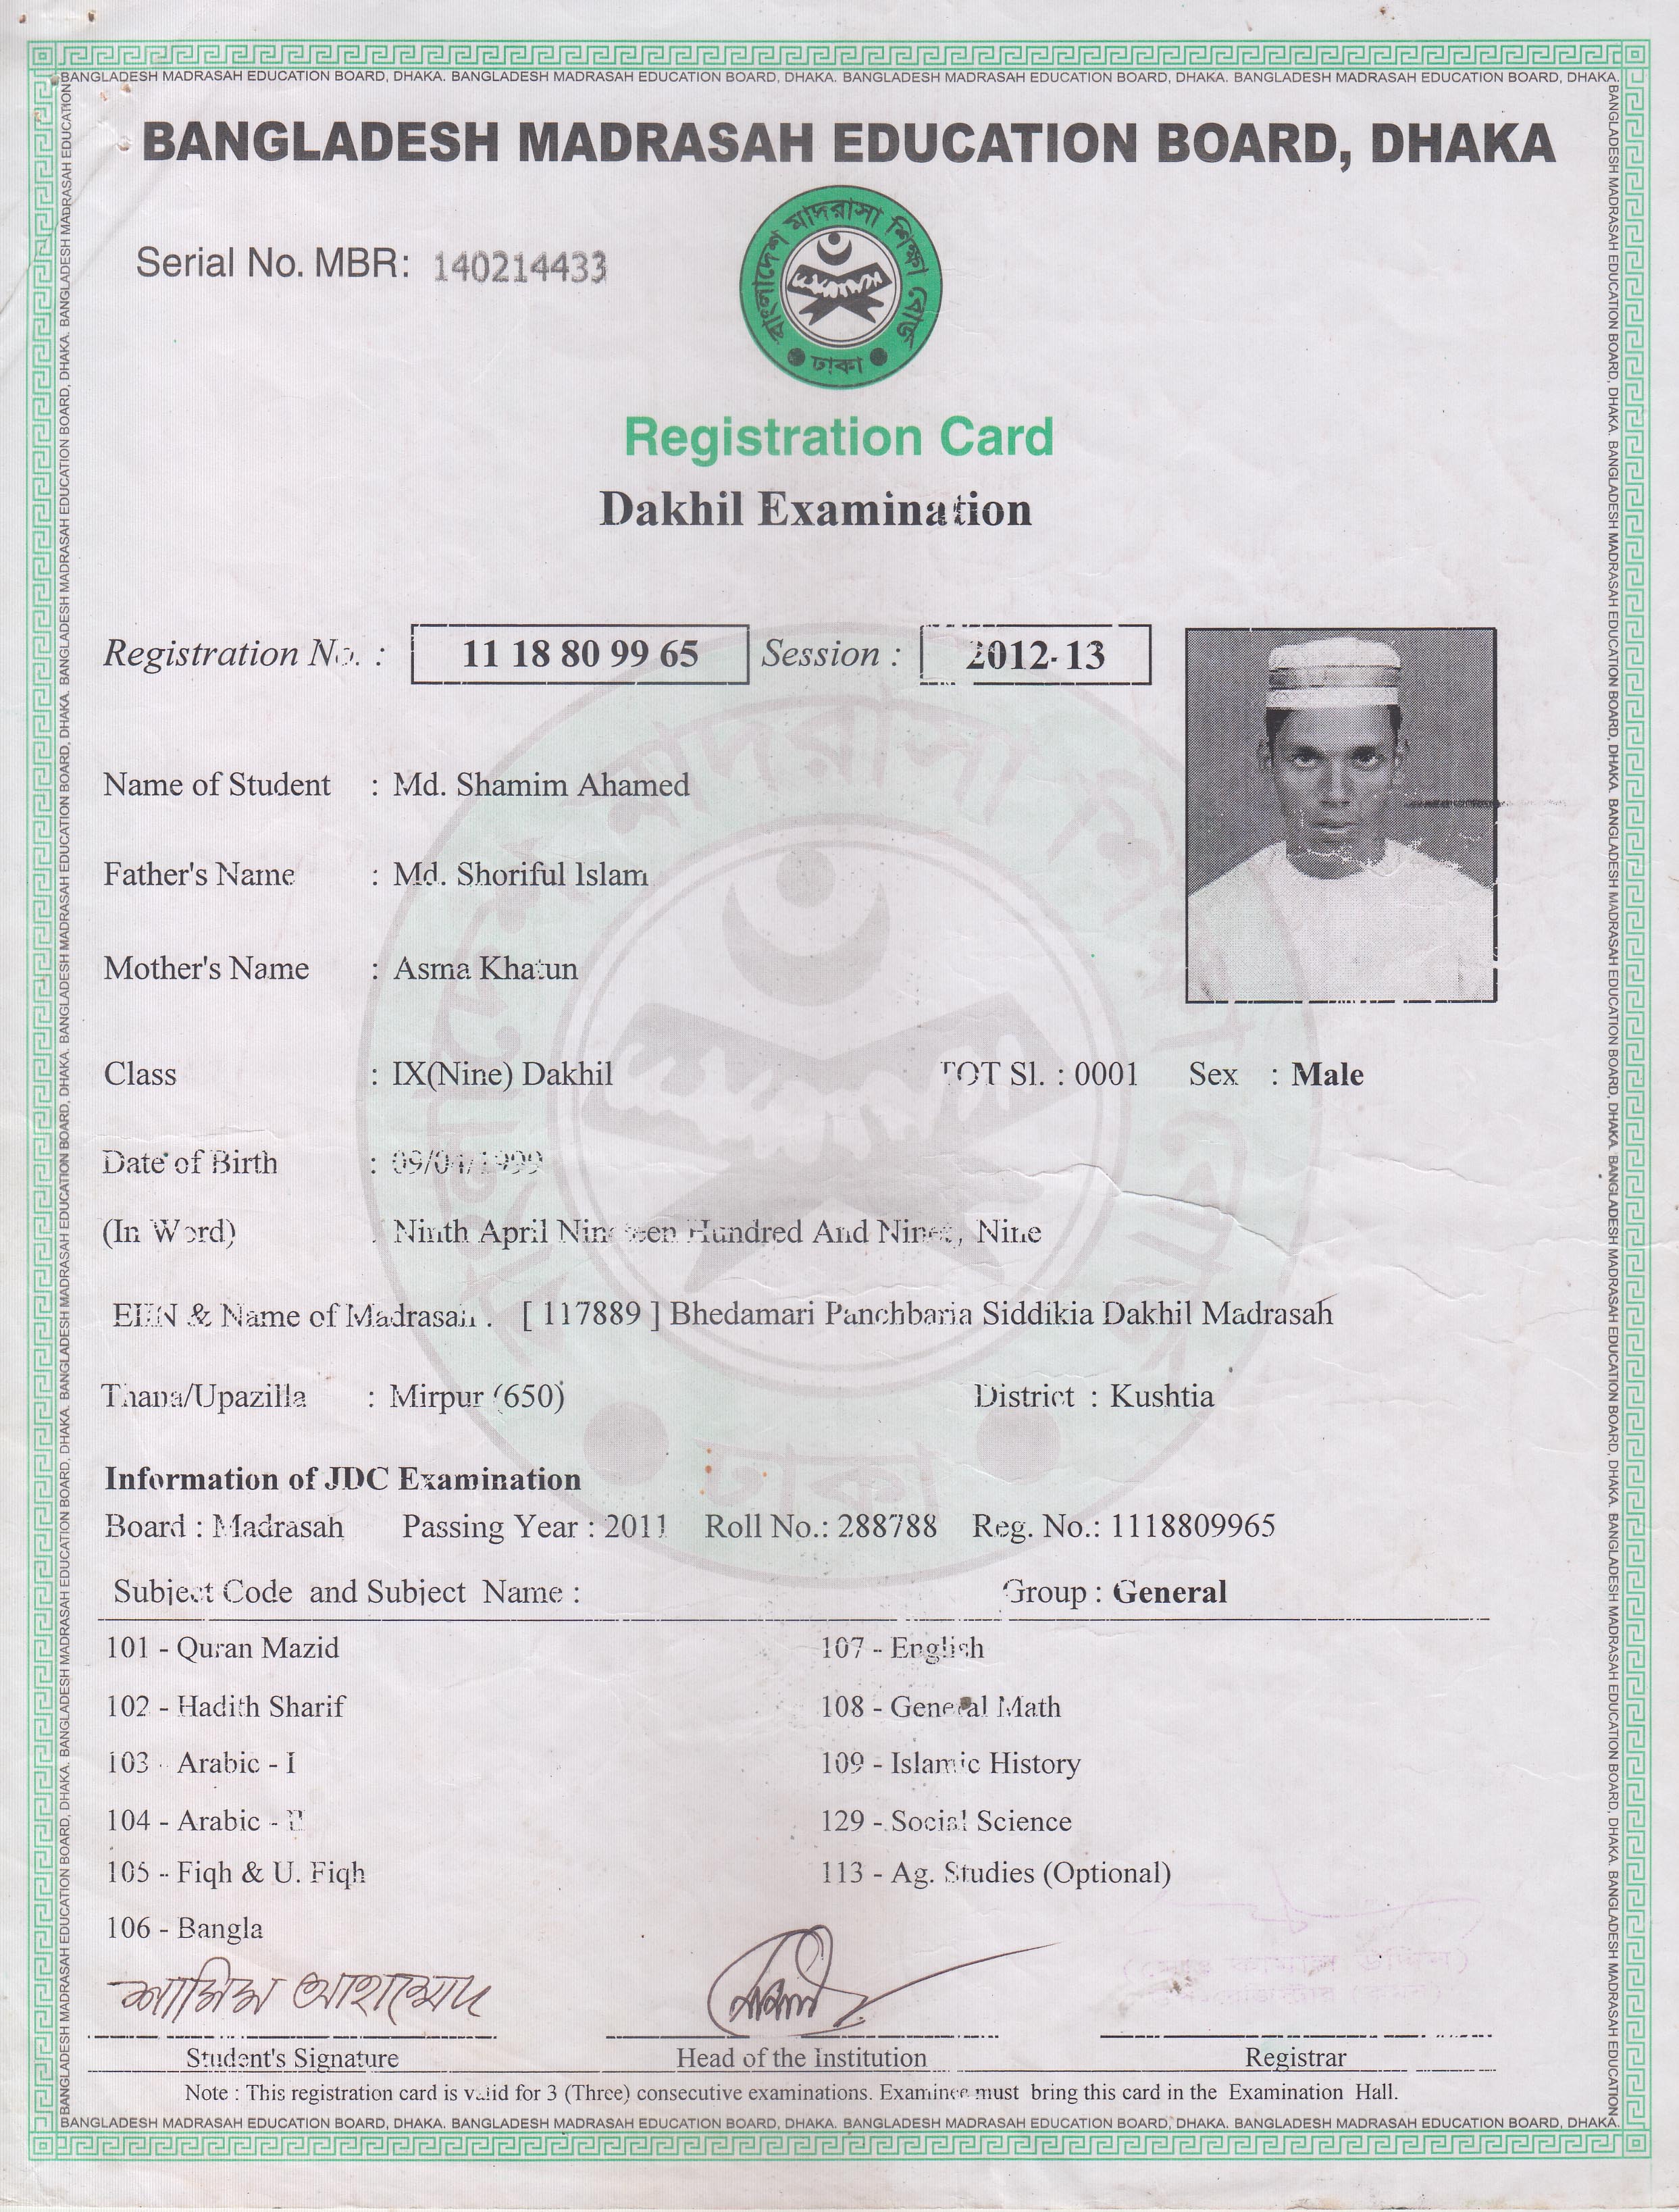 BANGLADESH MADRASAH EDUCATION BOARD, DHAKA. BANGLADESH MADRASAH EDUCATION BOARD, DHAKA. BANGLADESH MADRASAH EDUCATION BOARD, DHAKA. BANGLADESH MADRASAH EDUCATION BOARD, DHAKA.
BANGLADESH MADRASAH EDUCATION BOARD, DHAKA
Serial No. MBR: 140214433
বাংলাদেশ মাদরাসা শিক্ষা বোর্ড
ঢাকা
Registration Card
Dakhil Examination
Registration No. : 11 18 80 99 65 Session : 2012-13
Name of Student : Md. Shamim Ahamed
Father's Name : Md. Shoriful Islam
Mother's Name : Asma Khatun
Class : IX(Nine) Dakhil TOT Sl. : 0001 Sex : Male
Date of Birth : 09/04/1999
(In Word) : Ninth April Nineteen Hundred And Ninety Nine
EIIN & Name of Madrasah : [ 117889 ] Bhedamari Panchbaria Siddikia Dakhil Madrasah
Thana/Upazilla : Mirpur (650) District : Kushtia
Information of JDC Examination
Board : Madrasah Passing Year : 2011 Roll No.: 288788 Reg. No.: 1118809965
Subject Code and Subject Name : Group : General
101 - Quran Mazid 107 - English
102 - Hadith Sharif 108 - General Math
103 - Arabic - I 109 - Islamic History
104 - Arabic - II 129 - Social Science
105 - Fiqh & U. Fiqh 113 - Ag. Studies (Optional)
106 - Bangla
শামিম আহামেদ
Student's Signature Head of the Institution Registrar
Note : This registration card is valid for 3 (Three) consecutive examinations. Examinee must bring this card in the Examination Hall.
BANGLADESH MADRASAH EDUCATION BOARD, DHAKA. BANGLADESH MADRASAH EDUCATION BOARD, DHAKA. BANGLADESH MADRASAH EDUCATION BOARD, DHAKA. BANGLADESH MADRASAH EDUCATION BOARD, DHAKA.